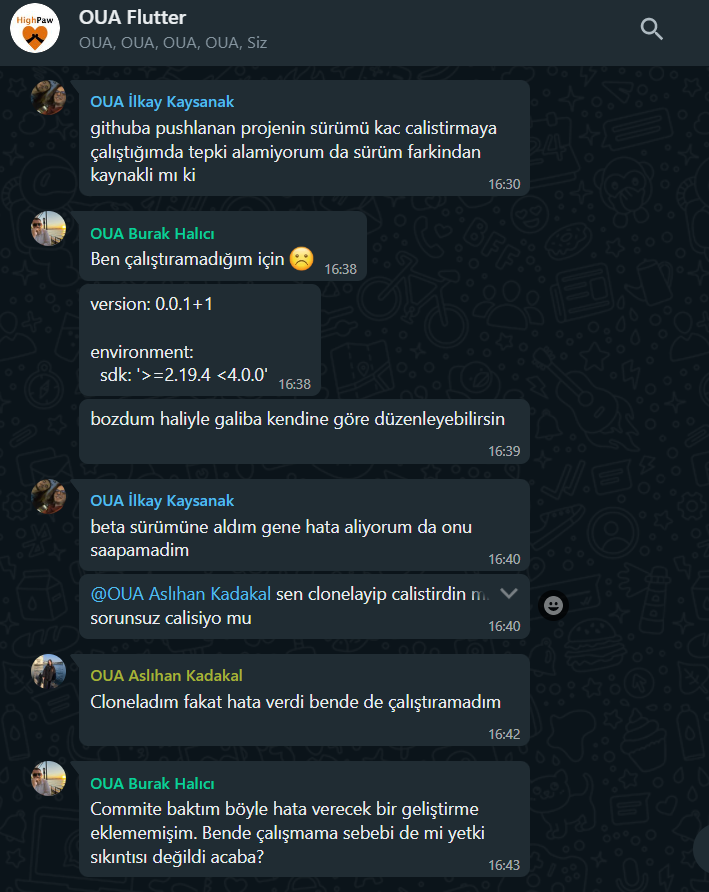 HighPaw
OUA Flutter
OUA, OUA, OUA, OUA, Siz
OUA İlkay Kaysanak
githuba pushlanan projenin sürümü kac calistirmaya
çalıştığımda tepki alamiyorum da sürüm farkindan
kaynakli mı ki
16:30
OUA Burak Halıcı
Ben çalıştıramadığım için ☹️
16:38
version: 0.0.1+1
environment:
sdk: '>=2.19.4 <4.0.0'
16:38
bozdum haliyle galiba kendine göre düzenleyebilirsin
16:39
OUA İlkay Kaysanak
beta sürümüne aldım gene hata aliyorum da onu
saapamadim
16:40
@OUA Aslıhan Kadakal sen clonelayip calistirdin
sorunsuz calisiyo mu
16:40
OUA Aslıhan Kadakal
Cloneladım fakat hata verdi bende de çalıştıramadım
16:42
OUA Burak Halıcı
Commite baktım böyle hata verecek bir geliştirme
eklememişim. Bende çalışmama sebebi de mi yetki
sıkıntısı değildi acaba?
16:43